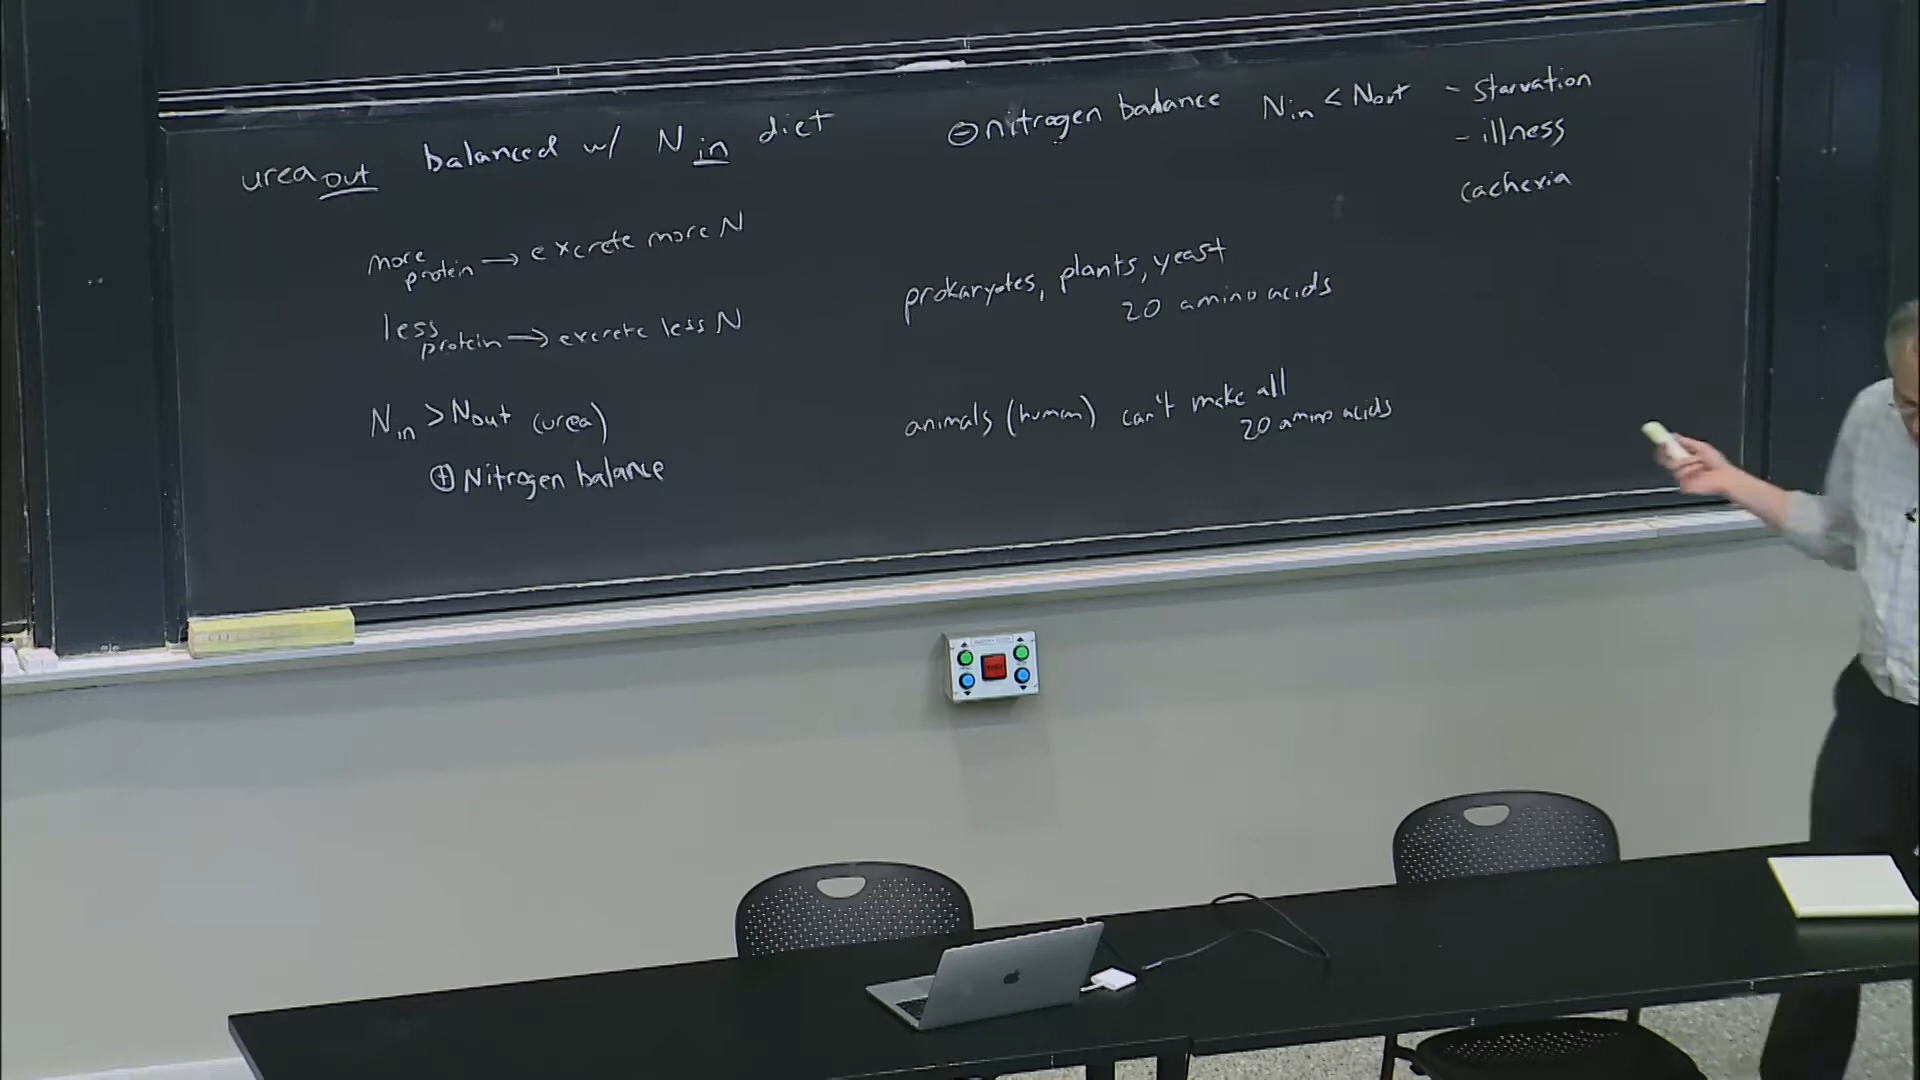 urea out balanced w/ N in diet
more protein → excrete more N
less protein → excrete less N
N in > N out (urea)
⊕ Nitrogen balance
⊖ nitrogen balance N in < N out - starvation
- illness
cachexia
prokaryotes, plants, yeast
20 amino acids
animals (human) can't make all
20 amino acids